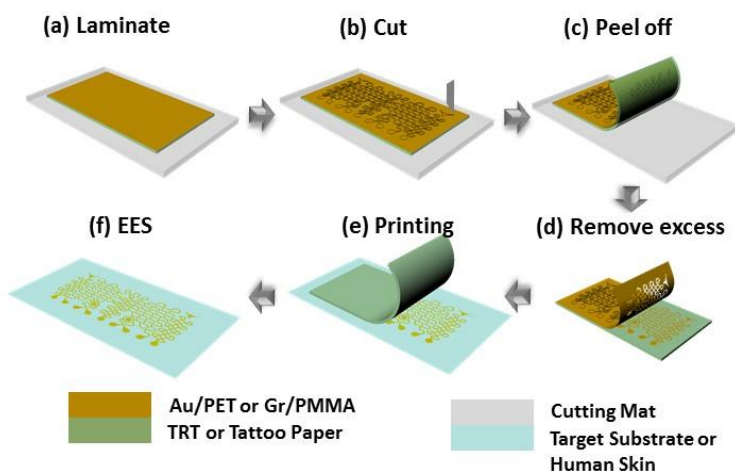 (a) Laminate
(b) Cut
(c) Peel off
(f) EES
(e) Printing
(d) Remove excess
Au/PET or Gr/PMMA
TRT or Tattoo Paper
Cutting Mat
Target Substrate or
Human Skin